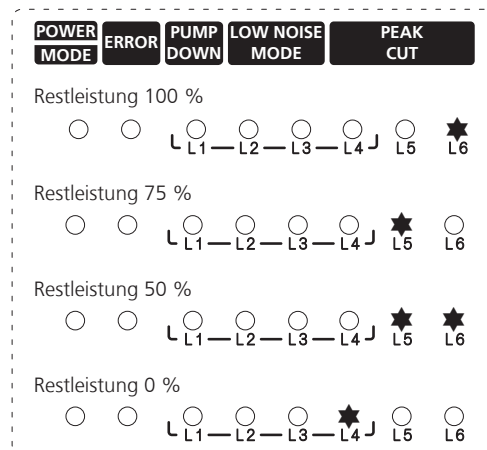 POWER MODE ERROR PUMP DOWN LOW NOISE MODE PEAK CUT
Restleistung 100 %
L1 L2 L3 L4 L5 L6
Restleistung 75 %
L1 L2 L3 L4 L5 L6
Restleistung 50 %
L1 L2 L3 L4 L5 L6
Restleistung 0 %
L1 L2 L3 L4 L5 L6